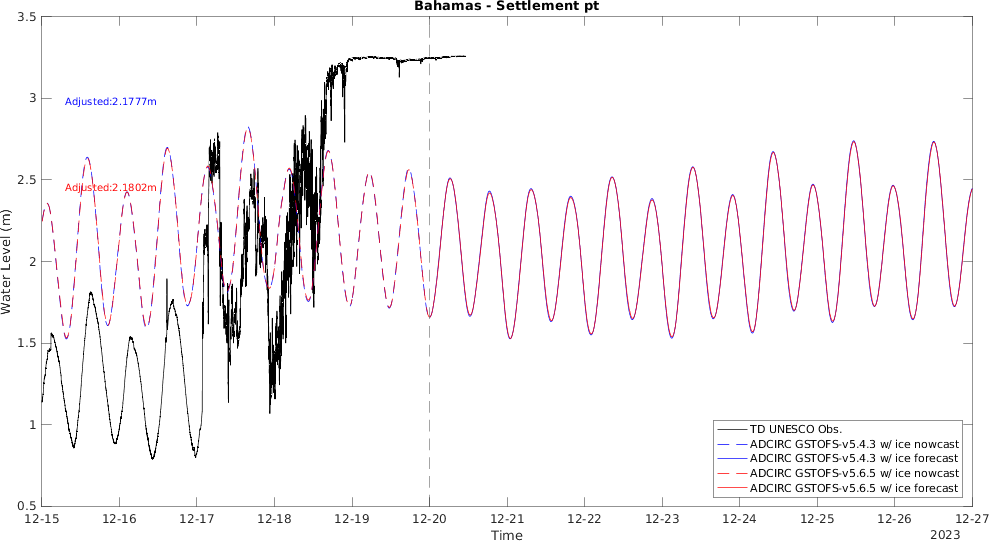 Bahamas - Settlement pt
3.5
3
2.5
2
1.5
1
0.5
Water Level (m)
Adjusted:2.1777m
Adjusted:2.1802m
TD UNESCO Obs.
ADCIRC GSTOFS-v5.4.3 w/ ice nowcast
ADCIRC GSTOFS-v5.4.3 w/ ice forecast
ADCIRC GSTOFS-v5.6.5 w/ ice nowcast
ADCIRC GSTOFS-v5.6.5 w/ ice forecast
12-15 12-16 12-17 12-18 12-19 12-20 12-21 12-22 12-23 12-24 12-25 12-26 12-27
Time
2023